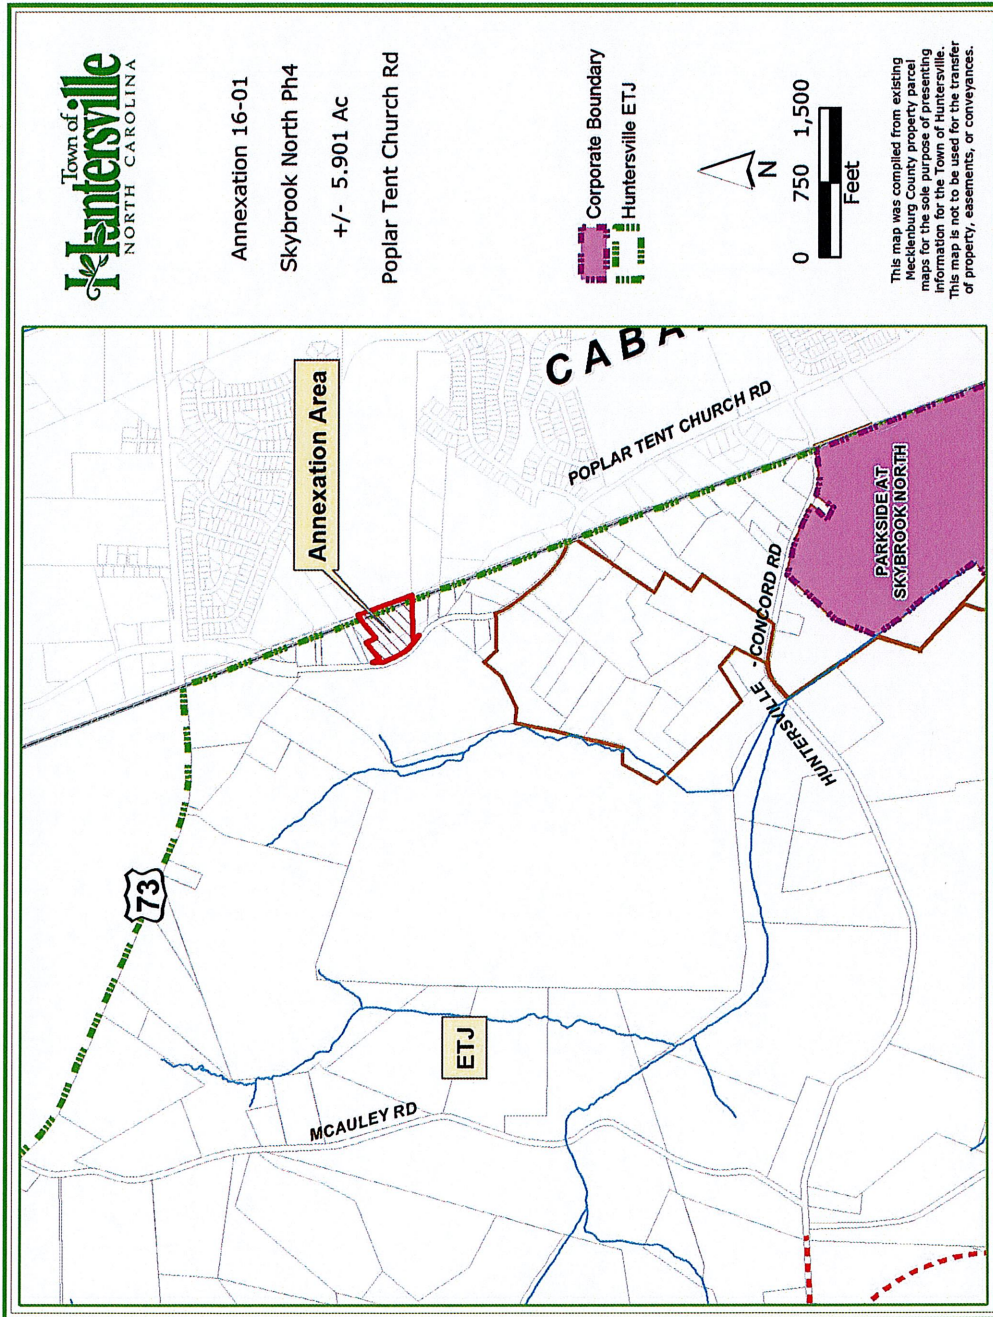 Town of
Huntersville
NORTH CAROLINA
Annexation 16-01
Skybrook North Ph4
+/- 5.901 Ac
Poplar Tent Church Rd
Corporate Boundary
Huntersville ETJ
N
0 750 1,500
Feet
This map was compiled from existing
Mecklenburg County property parcel
maps for the sole purpose of presenting
information for the Town of Huntersville.
This map is not to be used for the transfer
of property, easements, or conveyances.
73
Annexation Area
CABA
POPLAR TENT CHURCH RD
HUNTERSVILLE - CONCORD RD
PARKSIDE AT
SKYBROOK NORTH
ETJ
MCAULEY RD